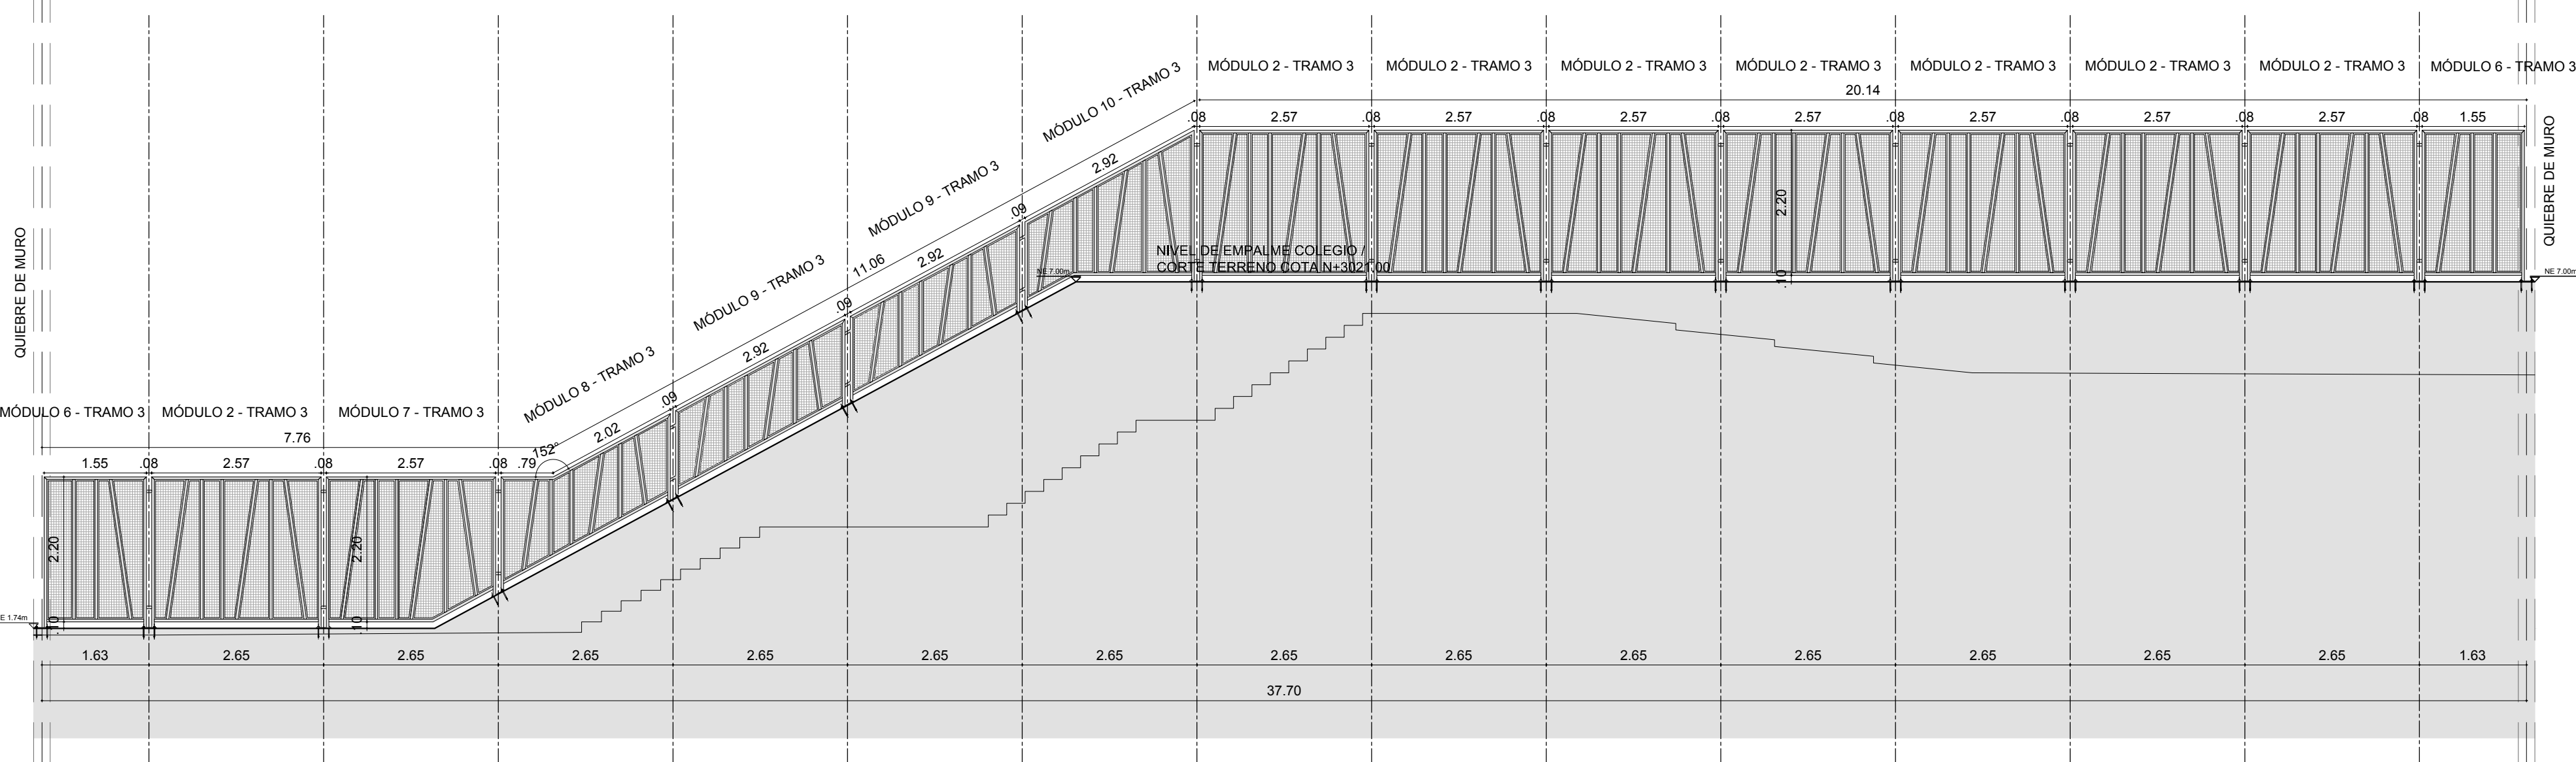 MÓDULO 2 - TRAMO 3 MÓDULO 2 - TRAMO 3 MÓDULO 2 - TRAMO 3 MÓDULO 2 - TRAMO 3 MÓDULO 2 - TRAMO 3 MÓDULO 2 - TRAMO 3 MÓDULO 2 - TRAMO 3 MÓDULO 6 - TRAMO 3
20.14
.08 2.57 .08 2.57 .08 2.57 .08 2.57 .08 2.57 .08 2.57 .08 2.57 .08 1.55
MÓDULO 10 - TRAMO 3
2.92
QUIEBRE DE MURO
2.20
.10
MÓDULO 9 - TRAMO 3
.09
NIVEL DE EMPALME COLEGIO /
CORTE TERRENO COTA N+3021.00
NE 7.00m
NE 7.00m
11.06
2.92
MÓDULO 9 - TRAMO 3
.09
2.92
QUIEBRE DE MURO
MÓDULO 8 - TRAMO 3
.09
2.02
152°
MÓDULO 6 - TRAMO 3 MÓDULO 2 - TRAMO 3 MÓDULO 7 - TRAMO 3
7.76
1.55 .08 2.57 .08 2.57 .08 .79
2.20
2.20
.10
.10
E 1.74m
1.63 2.65 2.65 2.65 2.65 2.65 2.65 2.65 2.65 2.65 2.65 2.65 2.65 2.65 1.63
37.70